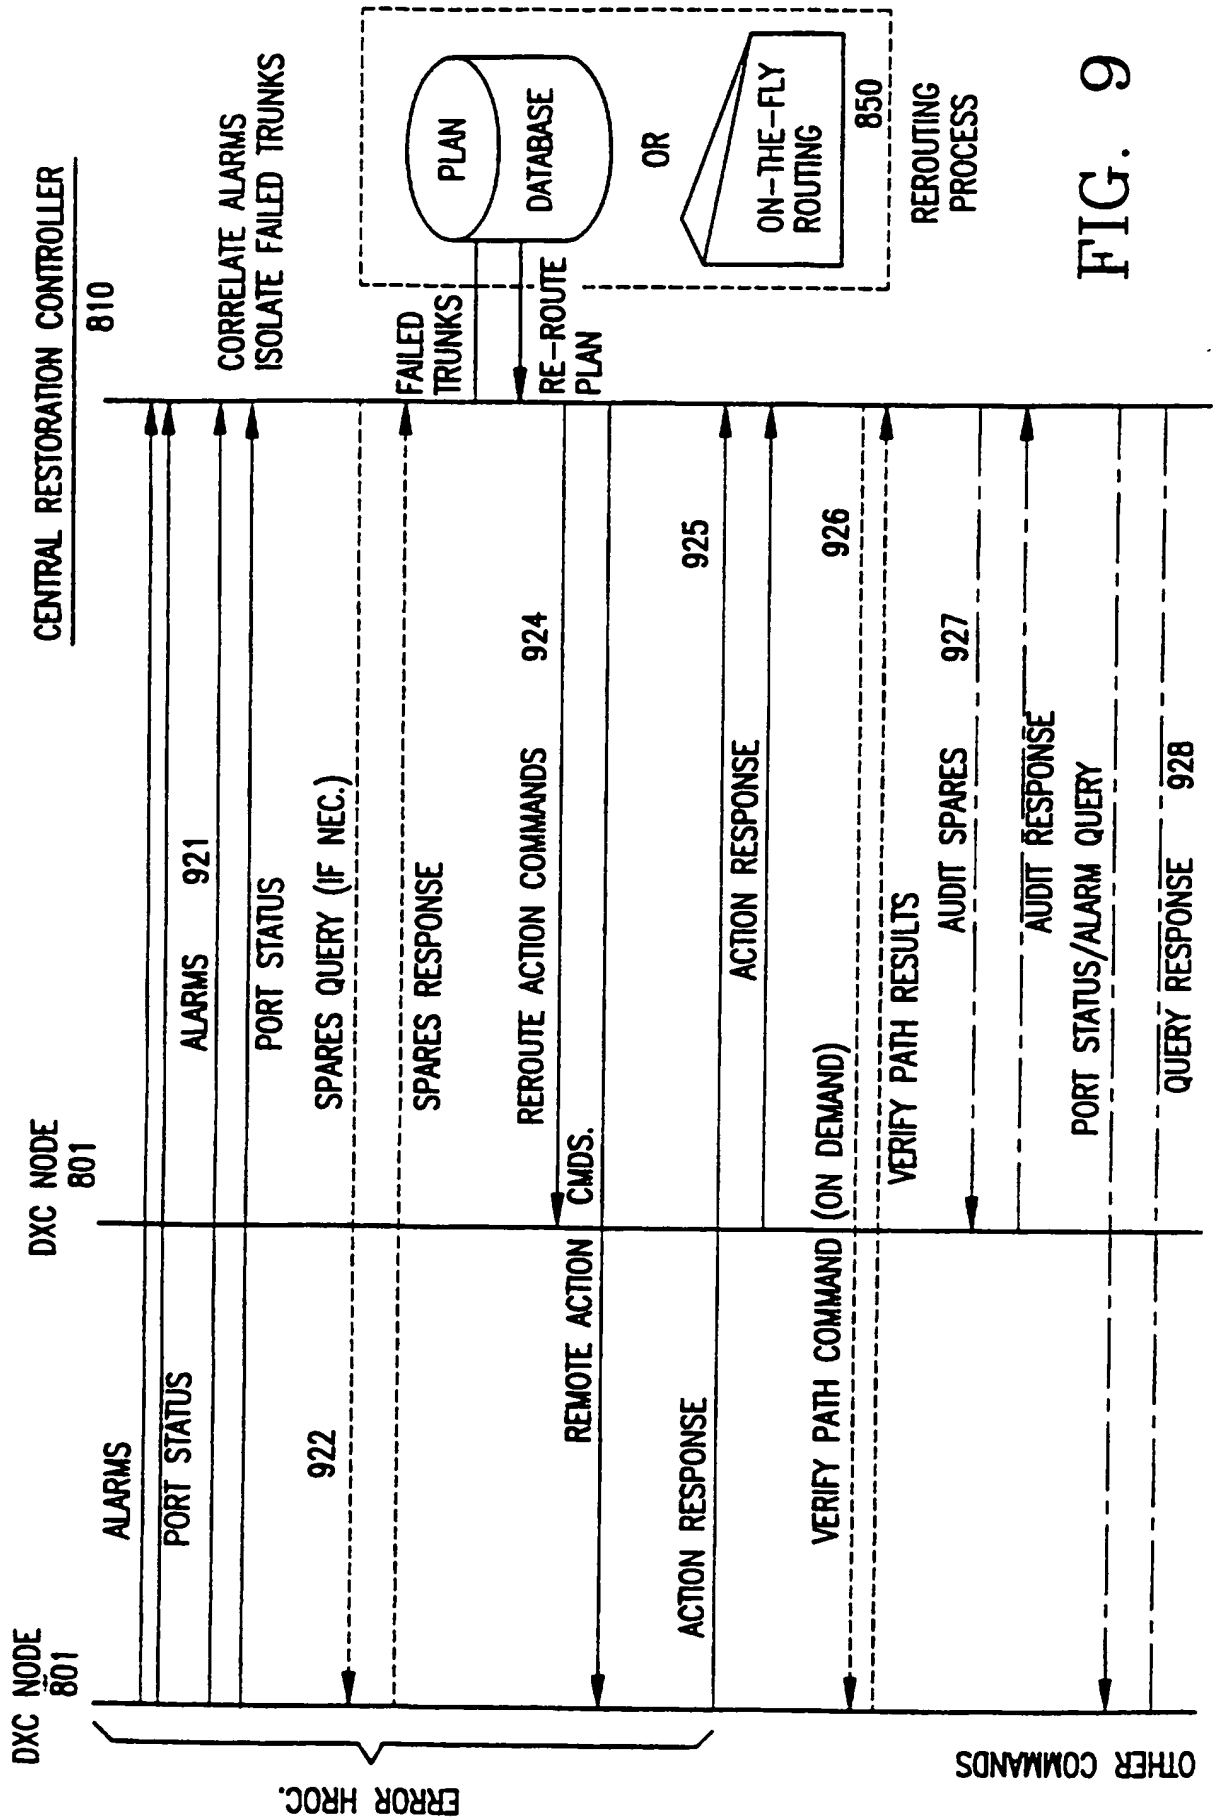 DXC NODE
801
DXC NODE
801
CENTRAL RESTORATION CONTROLLER
810
ALARMS
PORT STATUS
ALARMS 921
PORT STATUS
CORRELATE ALARMS
ISOLATE FAILED TRUNKS
922
SPARES QUERY (IF NEC.)
SPARES RESPONSE
FAILED
TRUNKS
RE-ROUTE
PLAN
PLAN
DATABASE
OR
ON-THE-FLY
ROUTING
850
REROUTING
PROCESS
REROUTE ACTION COMMANDS 924
REMOTE ACTION CMDS.
ACTION RESPONSE
925
ACTION RESPONSE
VERIFY PATH COMMAND (ON DEMAND)
926
VERIFY PATH RESULTS
AUDIT SPARES 927
AUDIT RESPONSE
PORT STATUS/ALARM QUERY
QUERY RESPONSE 928
ERROR HROC.
OTHER COMMANDS
FIG. 9